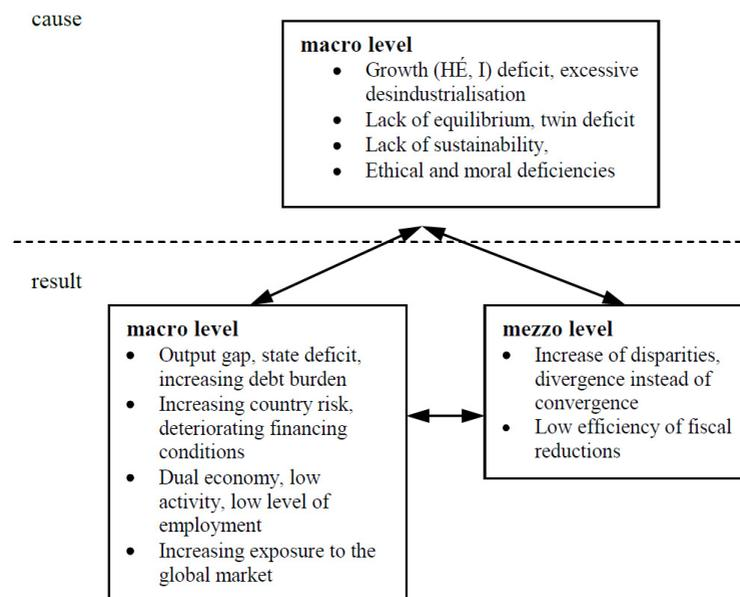 cause
macro level
• Growth (HÉ, I) deficit, excessive
desindustrialisation
• Lack of equilibrium, twin deficit
• Lack of sustainability,
• Ethical and moral deficiencies
result
macro level
• Output gap, state deficit,
increasing debt burden
• Increasing country risk,
deteriorating financing
conditions
• Dual economy, low
activity, low level of
employment
• Increasing exposure to the
global market
mezzo level
• Increase of disparities,
divergence instead of
convergence
• Low efficiency of fiscal
reductions